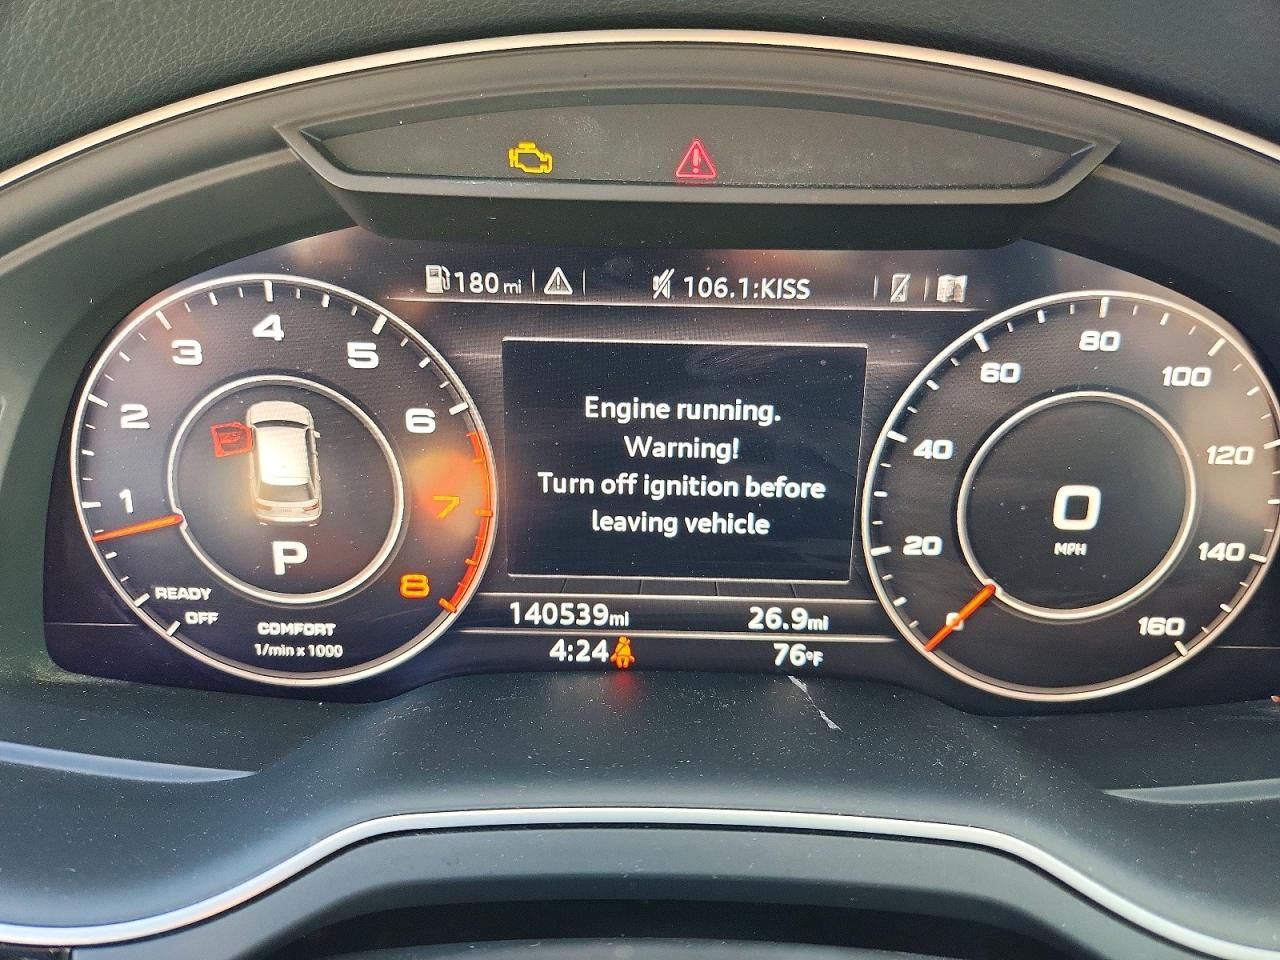 180 mi
106.1:KISS
1
2
3
4
5
6
7
8
P
READY
OFF
COMFORT
1/min x 1000
Engine running.
Warning!
Turn off ignition before
leaving vehicle
140539mi
26.9mi
4:24
76°F
0
20
40
60
80
100
120
140
160
0
MPH